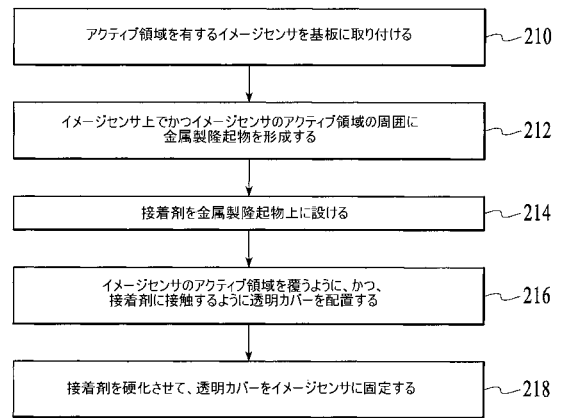 アクティブ領域を有するイメージセンサを基板に取り付ける
210
イメージセンサ上でかつイメージセンサのアクティブ領域の周囲に
金属製隆起物を形成する
212
接着剤を金属製隆起物上に設ける
214
イメージセンサのアクティブ領域を覆うように、かつ、
接着剤に接触するように透明カバーを配置する
216
接着剤を硬化させて、透明カバーをイメージセンサに固定する
218